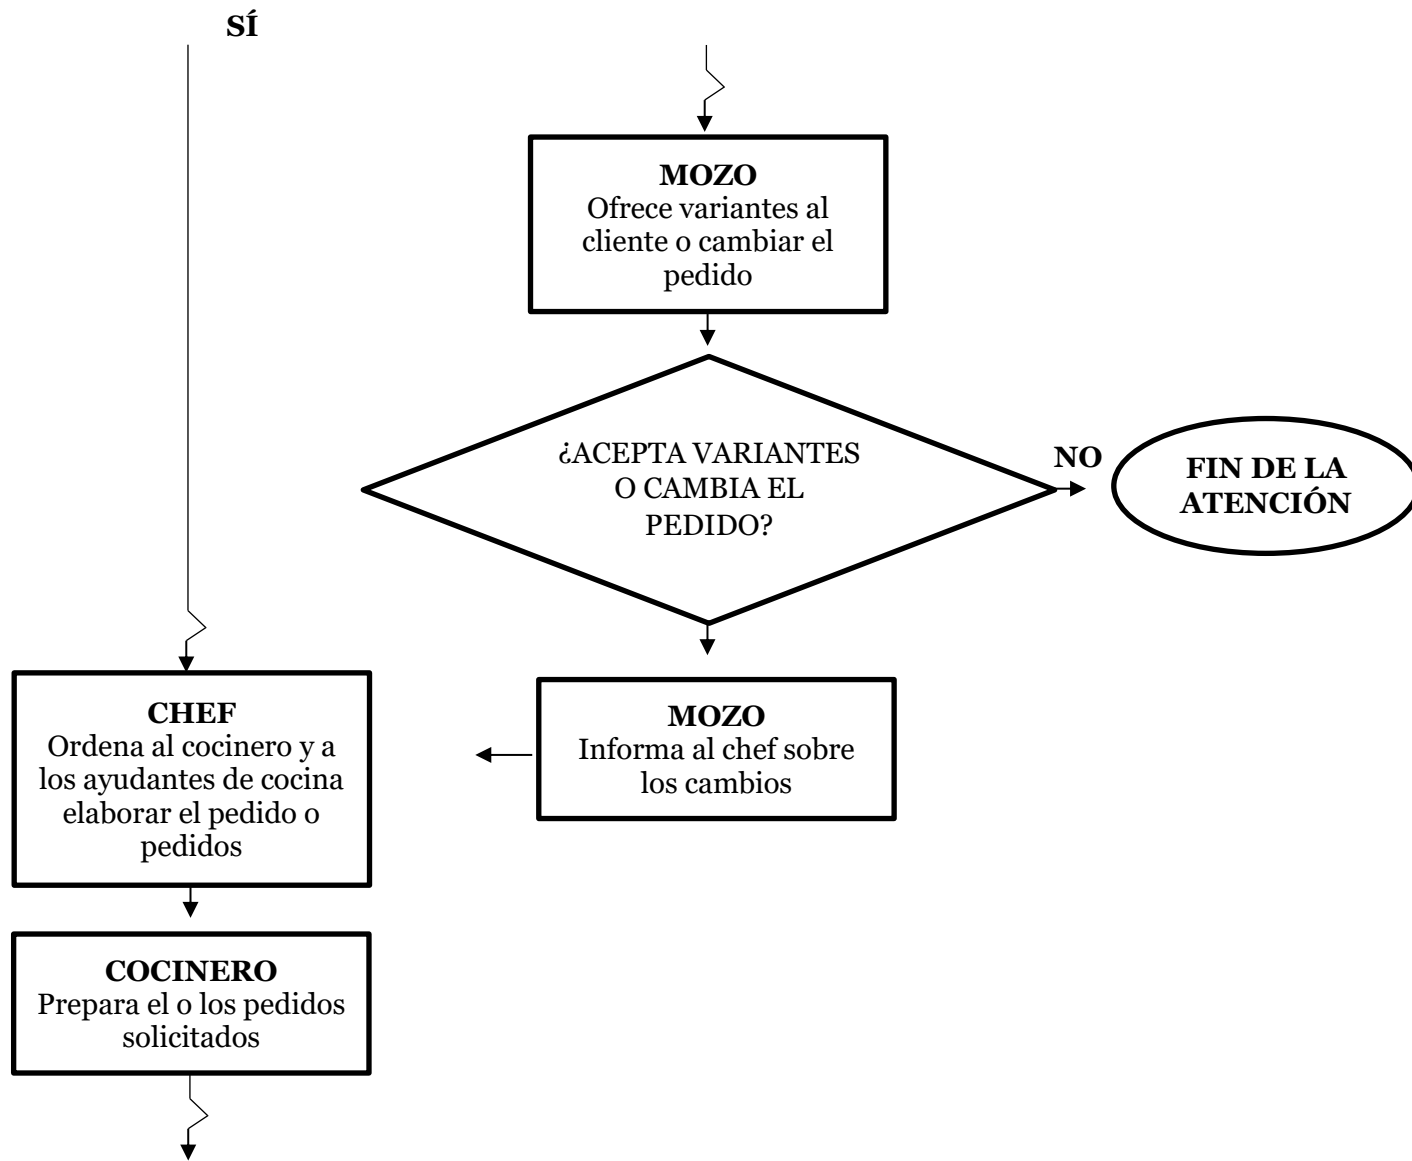 SÍ
MOZO
Ofrece variantes al
cliente o cambiar el
pedido
¿ACEPTA VARIANTES
O CAMBIA EL
PEDIDO?
NO
FIN DE LA
ATENCIÓN
CHEF
Ordena al cocinero y a
los ayudantes de cocina
elaborar el pedido o
pedidos
MOZO
Informa al chef sobre
los cambios
COCINERO
Prepara el o los pedidos
solicitados